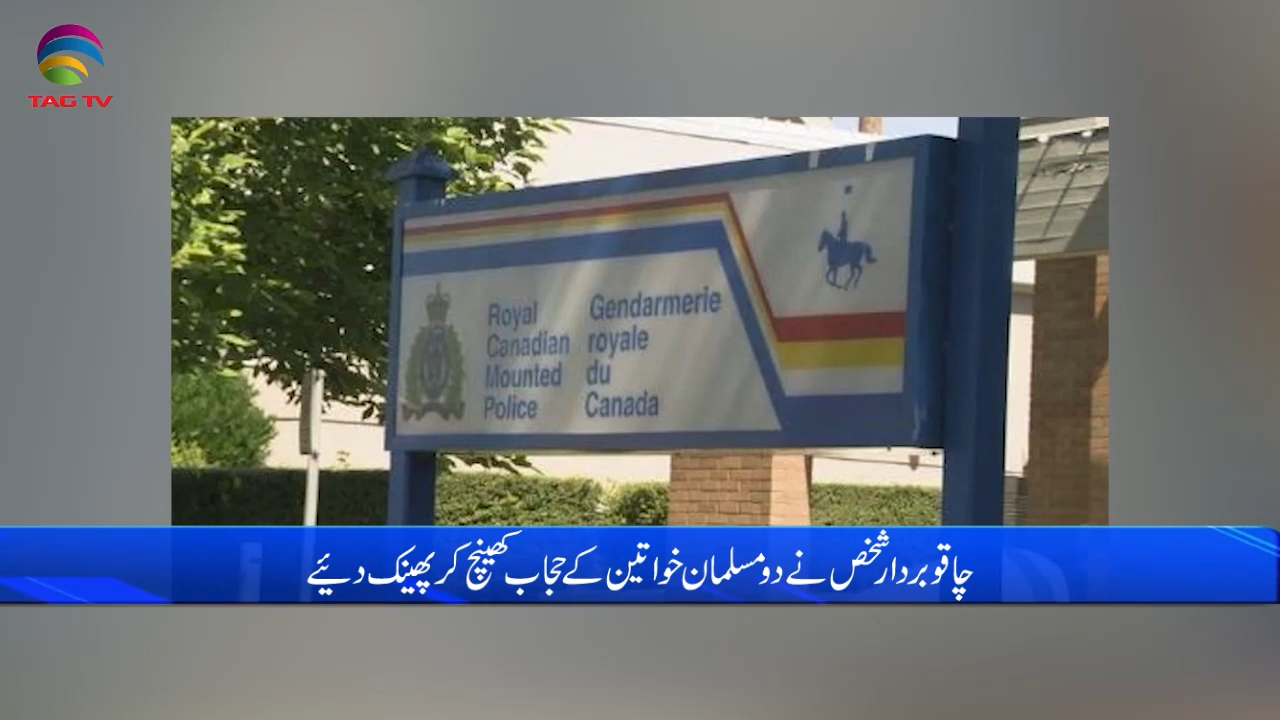 TAG TV
Royal Canadian Mounted Police
Gendarmerie royale du Canada
چاقو بردار شخص نے دو مسلمان خواتین کے حجاب کھینچ کر پھینک دئیے